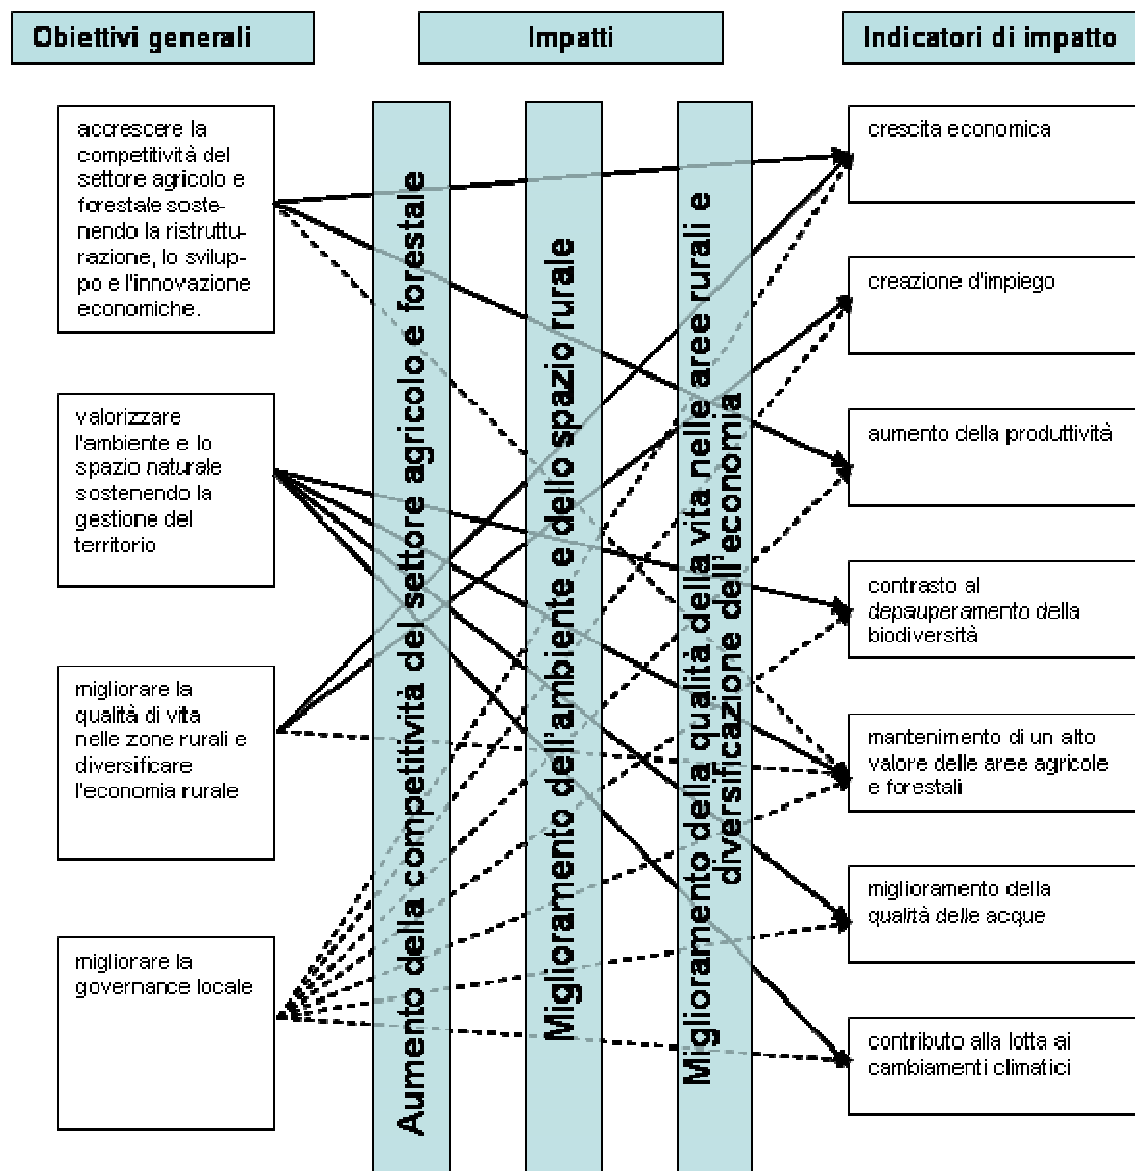 Obiettivi generali
Impatti
Indicatori di impatto
accrescere la
competitività del
settore agricolo e
forestale soste-
nendo la ristruttu-
razione, lo svilup-
po e l'innovazione
economiche.
valorizzare
l'ambiente e lo
spazio naturale
sostenendo la
gestione del
territorio
migliorare la
qualità di vita
nelle zone rurali e
diversificare
l'economia rurale
migliorare la
governance locale
Aumento della competitività del settore agricolo e forestale
Miglioramento dell'ambiente e dello spazio rurale
Miglioramento della qualità della vita nelle aree rurali e
diversificazione dell'economia
crescita economica
creazione d'impiego
aumento della produttività
contrasto al
depauperamento della
biodiversità
mantenimento di un alto
valore delle aree agricole
e forestali
miglioramento della
qualità delle acque
contributo alla lotta ai
cambiamenti climatici